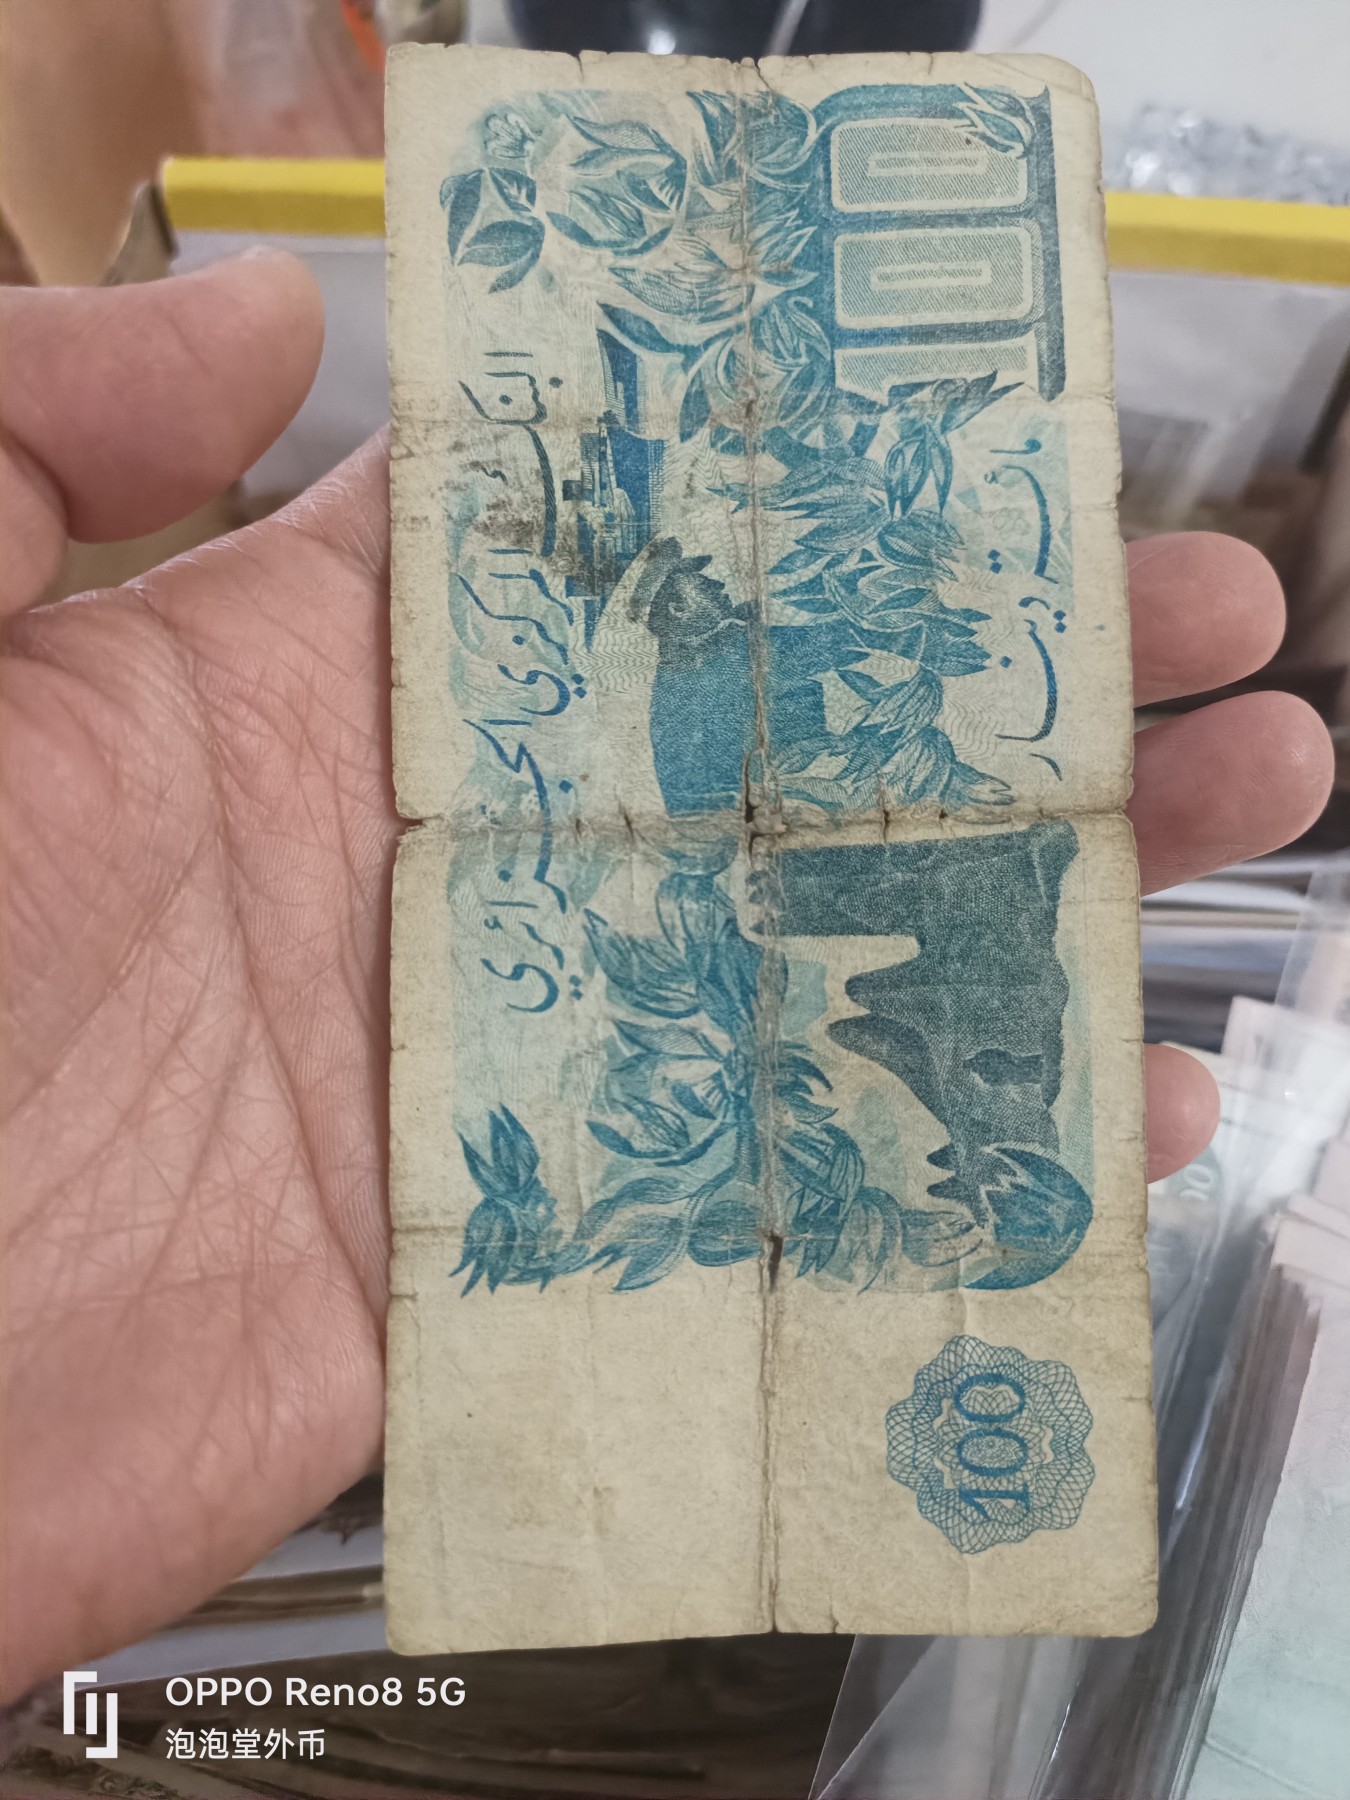 البنك المركزي الجزائري
100
مائة دينار
100
OPPO Reno8 5G
泡泡堂外币